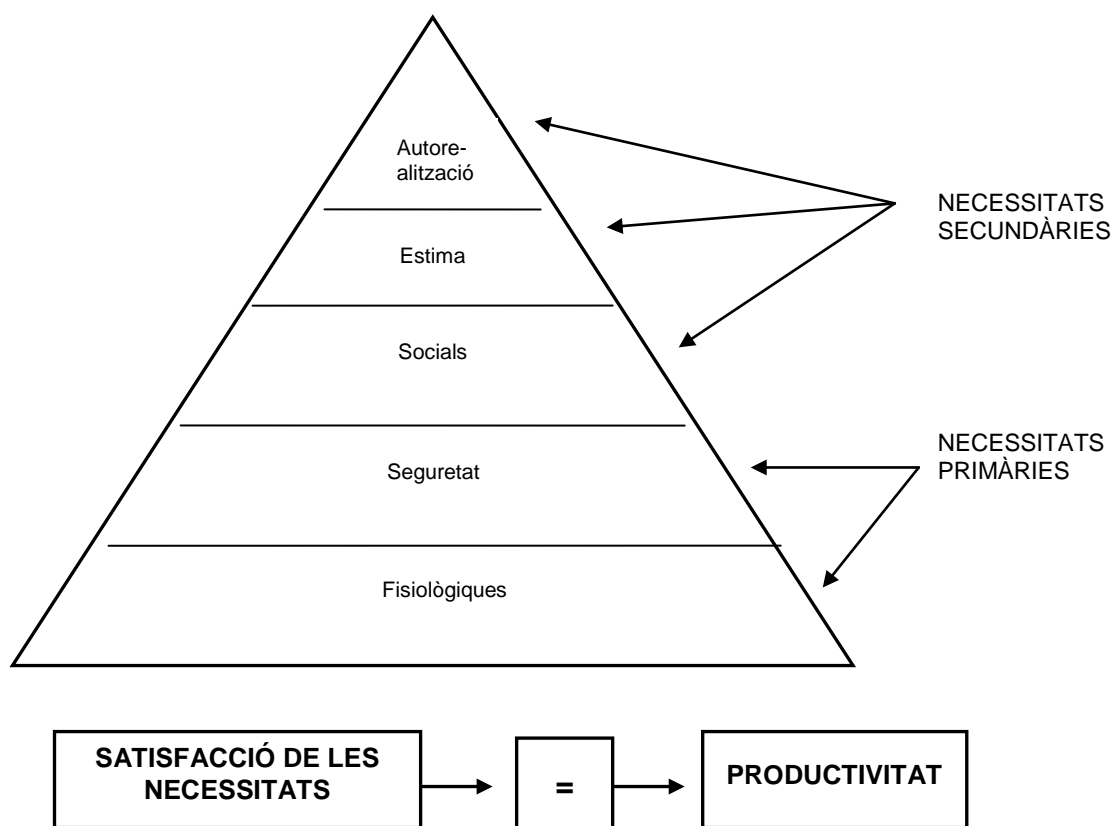 Autore-
alització
NECESSITATS
SECUNDÀRIES
Estima
Socials
NECESSITATS
PRIMÀRIES
Seguretat
Fisiològiques
SATISFACCIÓ DE LES
NECESSITATS
=
PRODUCTIVITAT